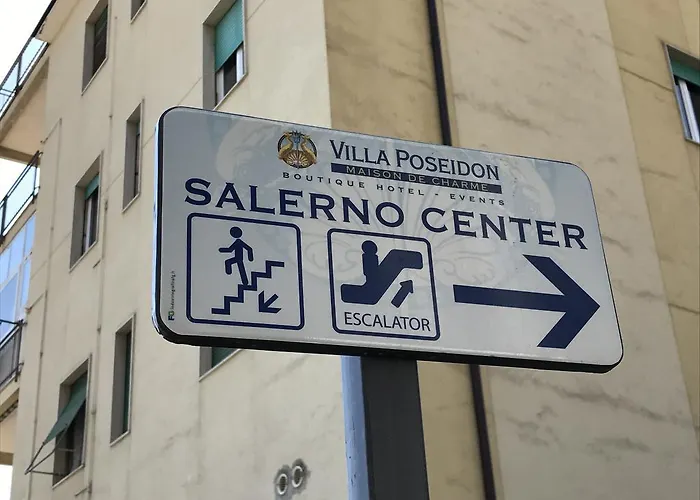 VILLA POSEIDON
MAISON DE CHARME
BOUTIQUE HOTEL - EVENTS
SALERNO CENTER
ESCALATOR